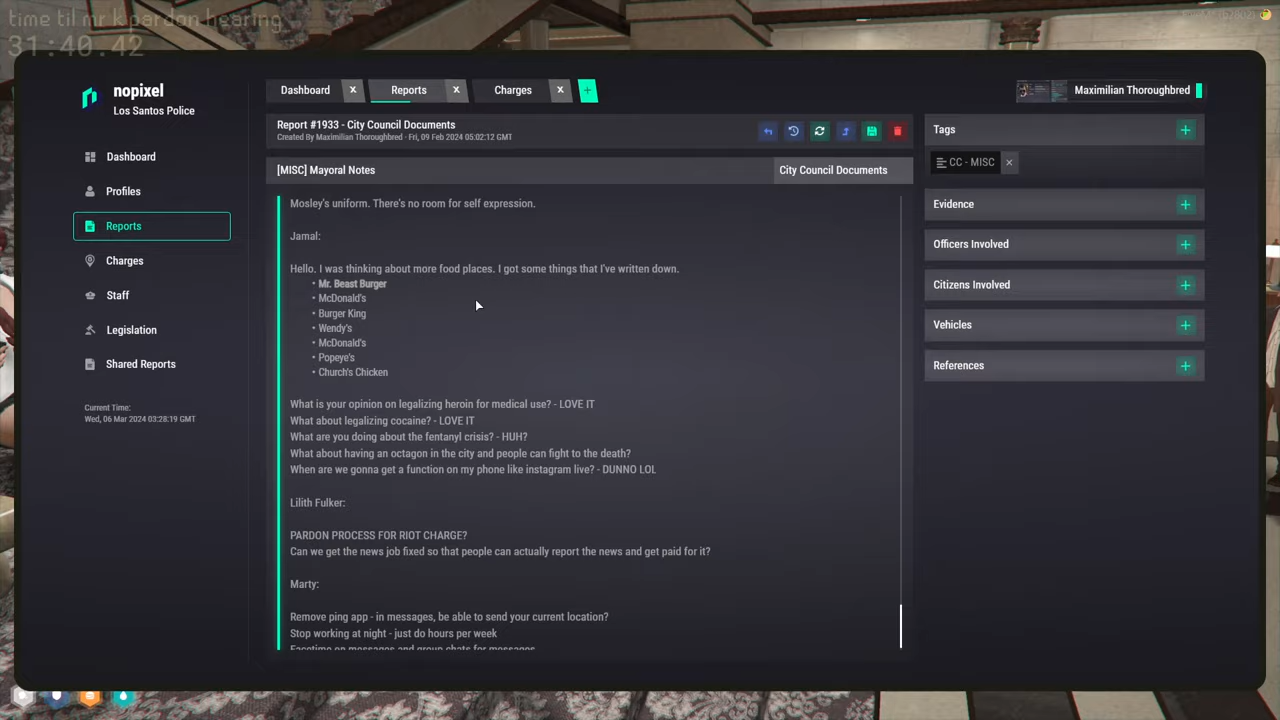 time til mr k pardon hearing
31:40.42
nopixel
Los Santos Police
Dashboard
Profiles
Reports
Charges
Staff
Legislation
Shared Reports
Current Time:
Wed, 06 Mar 2024 03:28:19 GMT
Dashboard x Reports x Charges x +
Maximilian Thoroughbred
Report #1933 - City Council Documents
Created By Maximilian Thoroughbred - Fri, 09 Feb 2024 05:02:12 GMT
[MISC] Mayoral Notes
City Council Documents
Mosley's uniform. There's no room for self expression.
Jamal:
Hello. I was thinking about more food places. I got some things that I've written down.
• Mr. Beast Burger
• McDonald's
• Burger King
• Wendy's
• McDonald's
• Popeye's
• Church's Chicken
What is your opinion on legalizing heroin for medical use? - LOVE IT
What about legalizing cocaine? - LOVE IT
What are you doing about the fentanyl crisis? - HUH?
What about having an octagon in the city and people can fight to the death?
When are we gonna get a function on my phone like instagram live? - DUNNO LOL
Lilith Fulker:
PARDON PROCESS FOR RIOT CHARGE?
Can we get the news job fixed so that people can actually report the news and get paid for it?
Marty:
Remove ping app - in messages, be able to send your current location?
Stop working at night - just do hours per week
Facetime on messages and group chats for messages
Tags +
CC - MISC x
Evidence +
Officers Involved +
Citizens Involved +
Vehicles +
References +